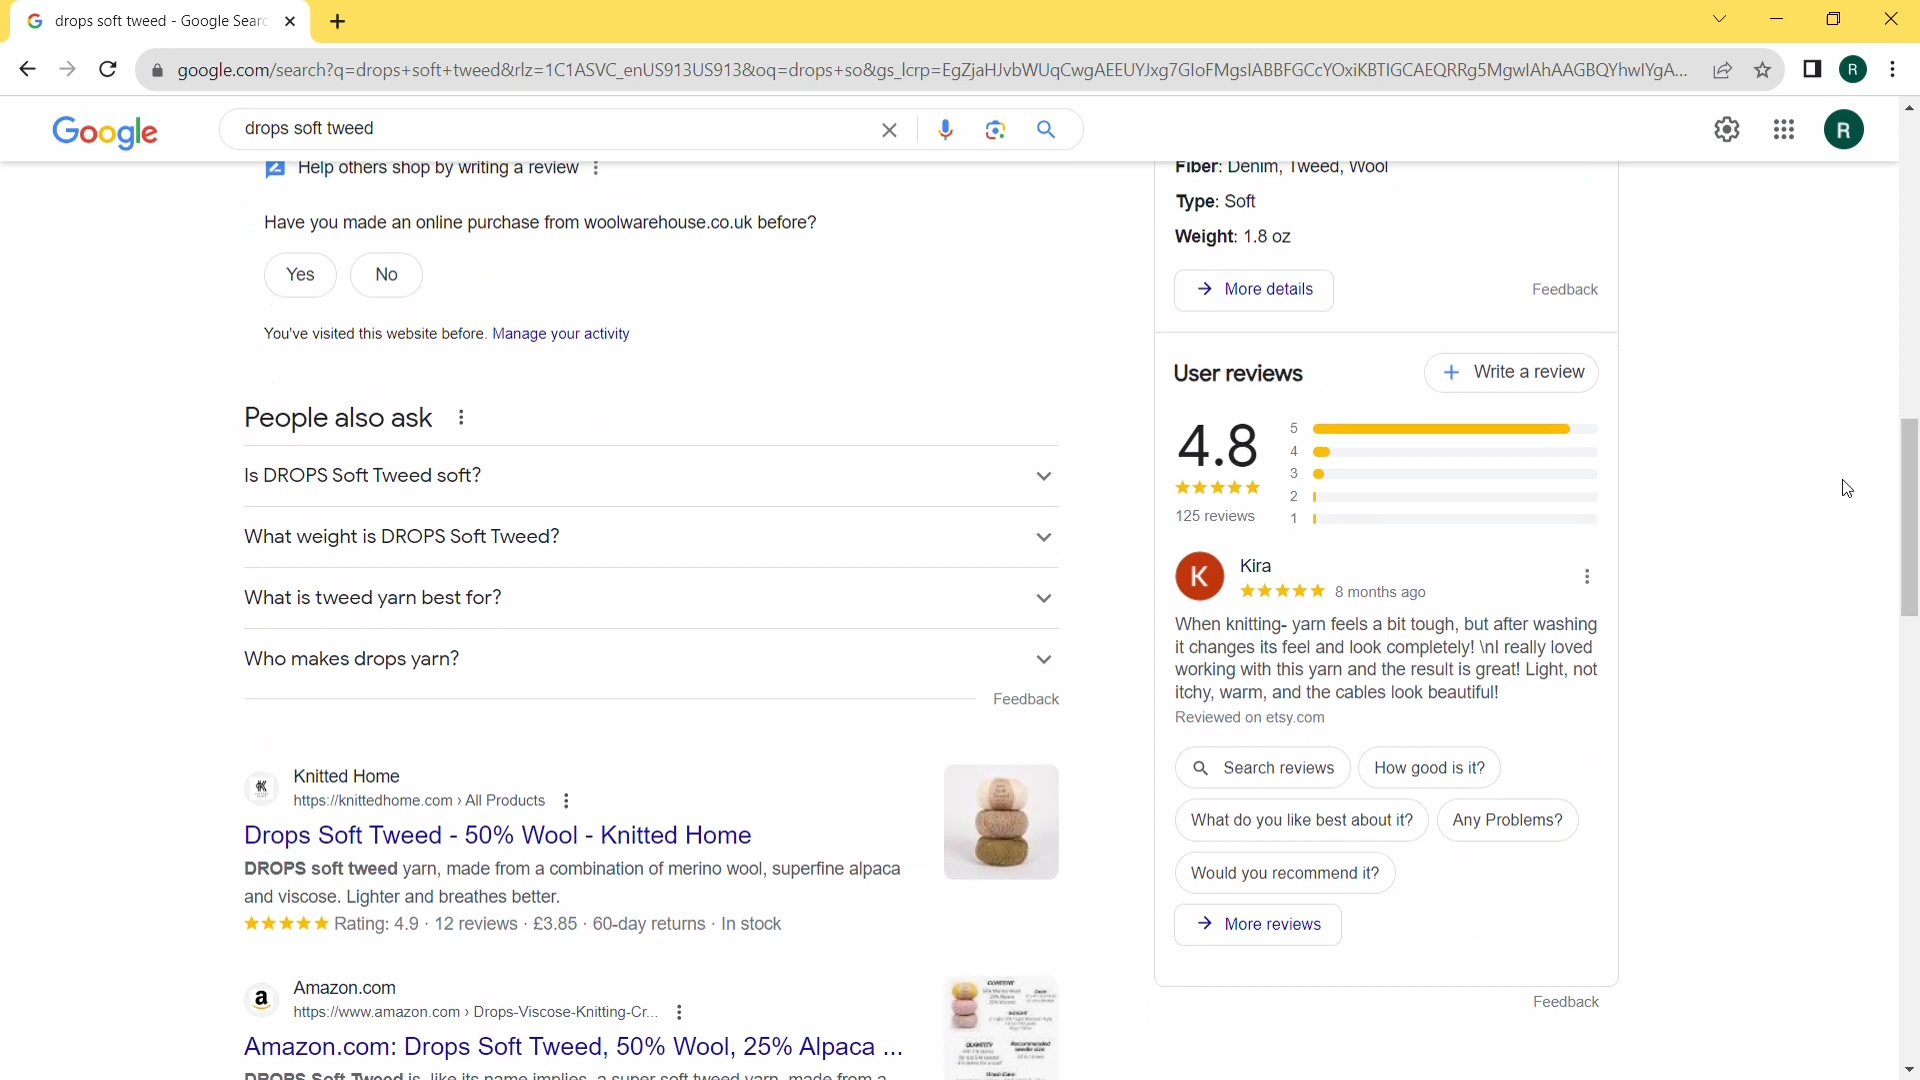 drops soft tweed - Google Searc
google.com/search?q=drops+soft+tweed&rlz=1C1ASVC_enUS913US913&oq=drops+so&gs_lcrp=EgZjaHJvbWUqCwgAEEUYJxg7GIoFMgsIABBFGCcYOxiKBTIGCAEQRRg5MgwIAhAAGBQYhwIYgA...
R
Google
drops soft tweed
R
Help others shop by writing a review
Have you made an online purchase from woolwarehouse.co.uk before?
Yes
No
You've visited this website before. Manage your activity
People also ask
Is DROPS Soft Tweed soft?
What weight is DROPS Soft Tweed?
What is tweed yarn best for?
Who makes drops yarn?
Feedback
Knitted Home
https://knittedhome.com › All Products
Drops Soft Tweed - 50% Wool - Knitted Home
DROPS soft tweed yarn, made from a combination of merino wool, superfine alpaca
and viscose. Lighter and breathes better.
Rating: 4.9 · 12 reviews · £3.85 · 60-day returns · In stock
a
Amazon.com
https://www.amazon.com › Drops-Viscose-Knitting-Cr...
Amazon.com: Drops Soft Tweed, 50% Wool, 25% Alpaca ...
DROPS Soft Tweed is, like its name implies, a super soft tweed yarn, made from a
Fiber: Denim, Tweed, Wool
Type: Soft
Weight: 1.8 oz
More details
Feedback
User reviews
Write a review
4.8
125 reviews
5
4
3
2
1
K
Kira
8 months ago
When knitting- yarn feels a bit tough, but after washing
it changes its feel and look completely! \nI really loved
working with this yarn and the result is great! Light, not
itchy, warm, and the cables look beautiful!
Reviewed on etsy.com
Search reviews
How good is it?
What do you like best about it?
Any Problems?
Would you recommend it?
More reviews
Feedback